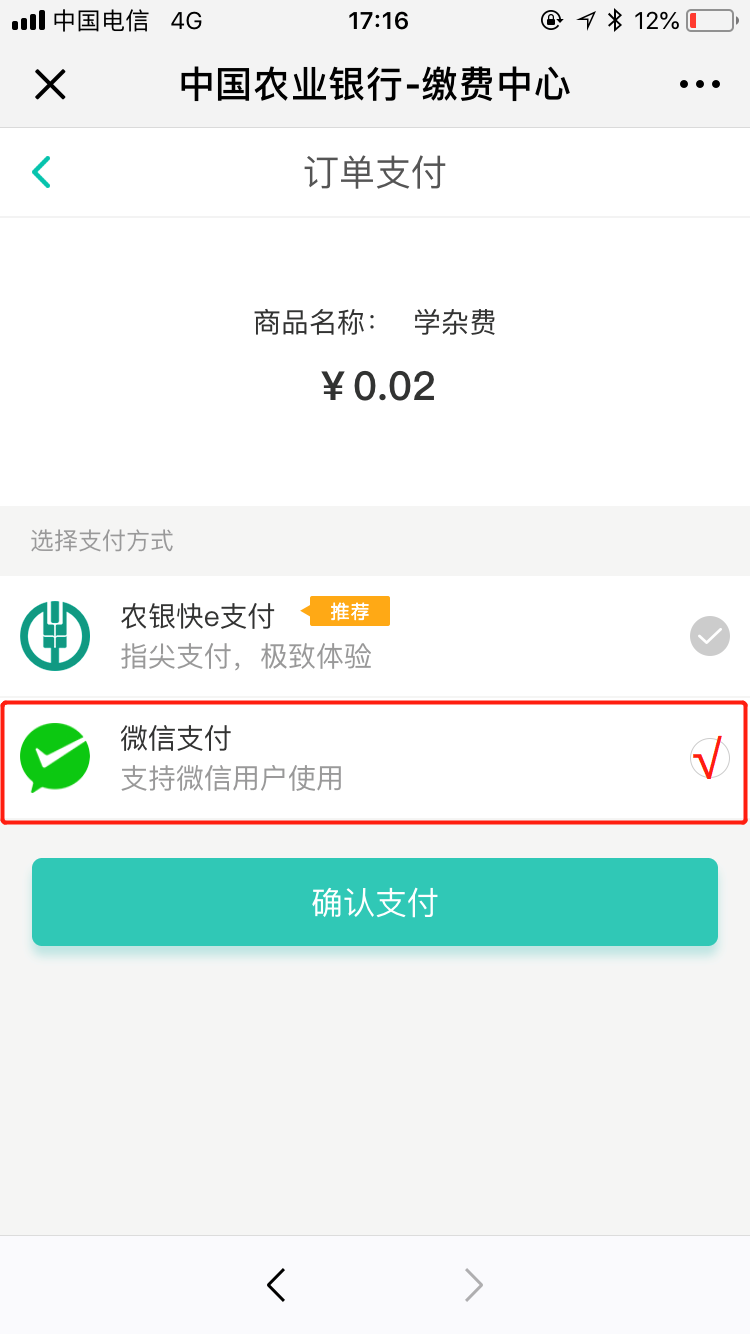 中国电信 4G 17:16 12%
中国农业银行-缴费中心
订单支付
商品名称： 学杂费
¥0.02
选择支付方式
农银快e支付 推荐
指尖支付，极致体验
微信支付
支持微信用户使用
确认支付